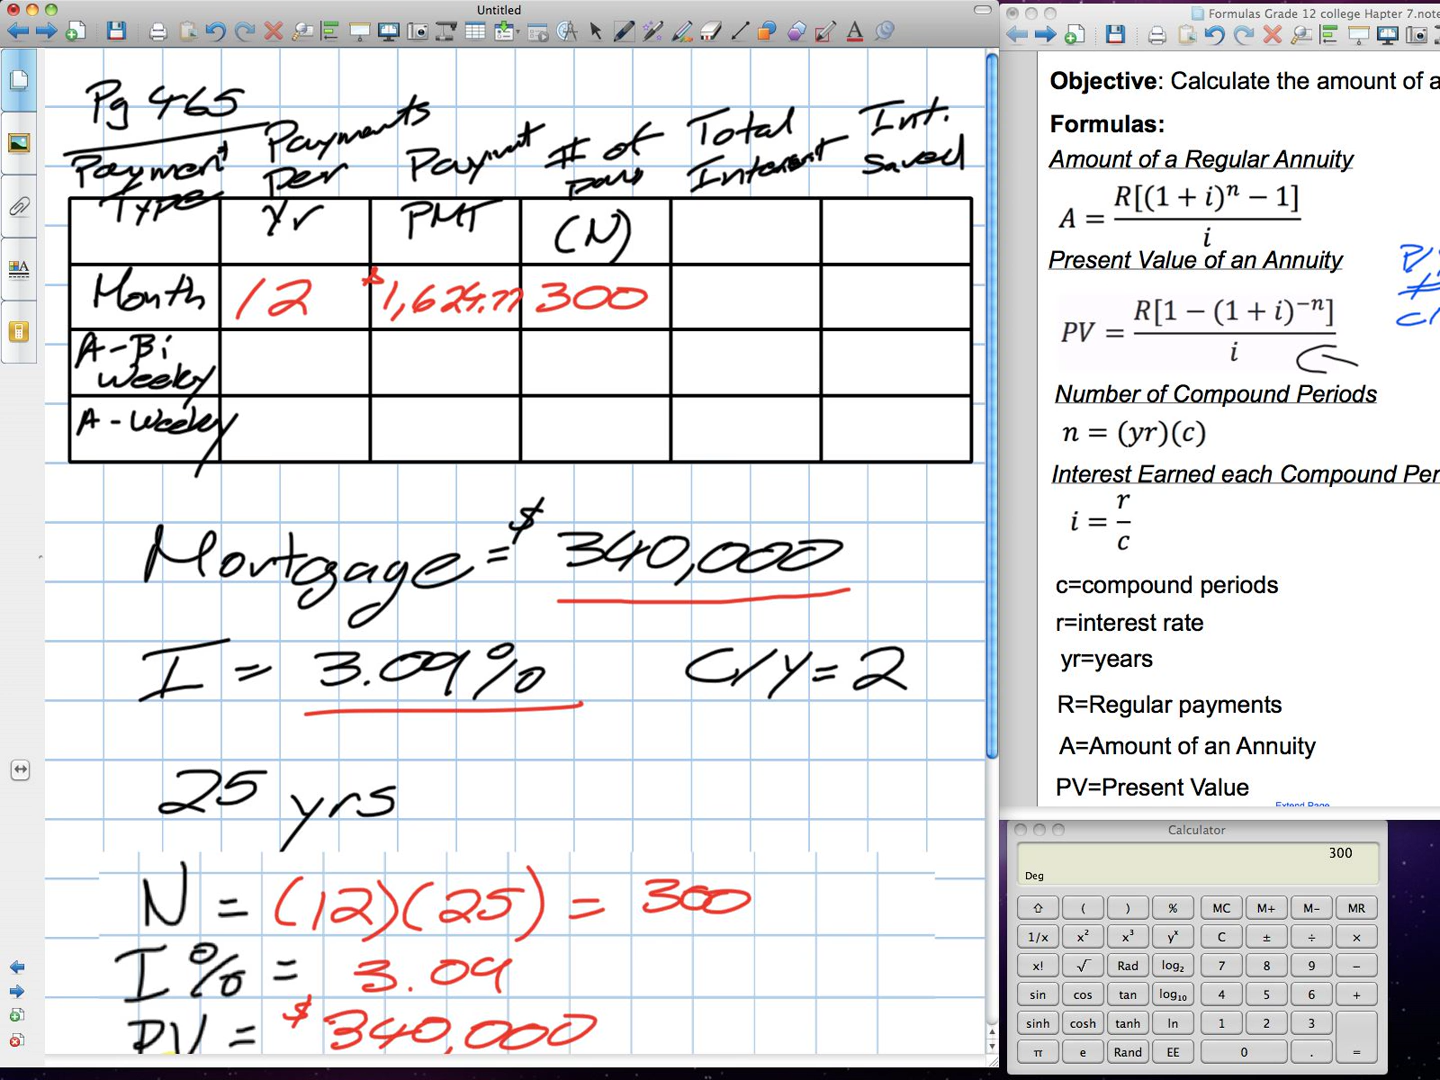 Untitled
Pg 465
Payment Type
Payments Per Yr
Payment PMT
# of (N)
Total Interest
Int. Saved
Month 12 $1,624.77 300
A-Bi Weekly
A-Weekly
Mortgage = $340,000
I = 3.09% C/Y=2
25 yrs
N = (12)(25) = 300
I% = 3.09
PV = $340,000
Formulas Grade 12 college Hapter 7.note
Objective: Calculate the amount of a
Formulas:
Amount of a Regular Annuity
A = R[(1 + i)^n − 1] / i
Present Value of an Annuity
PV = R[1 − (1 + i)^−n] / i
Number of Compound Periods
n = (yr)(c)
Interest Earned each Compound Per
i = r / c
c=compound periods
r=interest rate
yr=years
R=Regular payments
A=Amount of an Annuity
PV=Present Value
Extend Page
Calculator
300
Deg
( ) % MC M+ M− MR
1/x x² x³ yˣ C ± ÷ ×
x! √ Rad log₂ 7 8 9 −
sin cos tan log₁₀ 4 5 6 +
sinh cosh tanh ln 1 2 3
π e Rand EE 0 . =